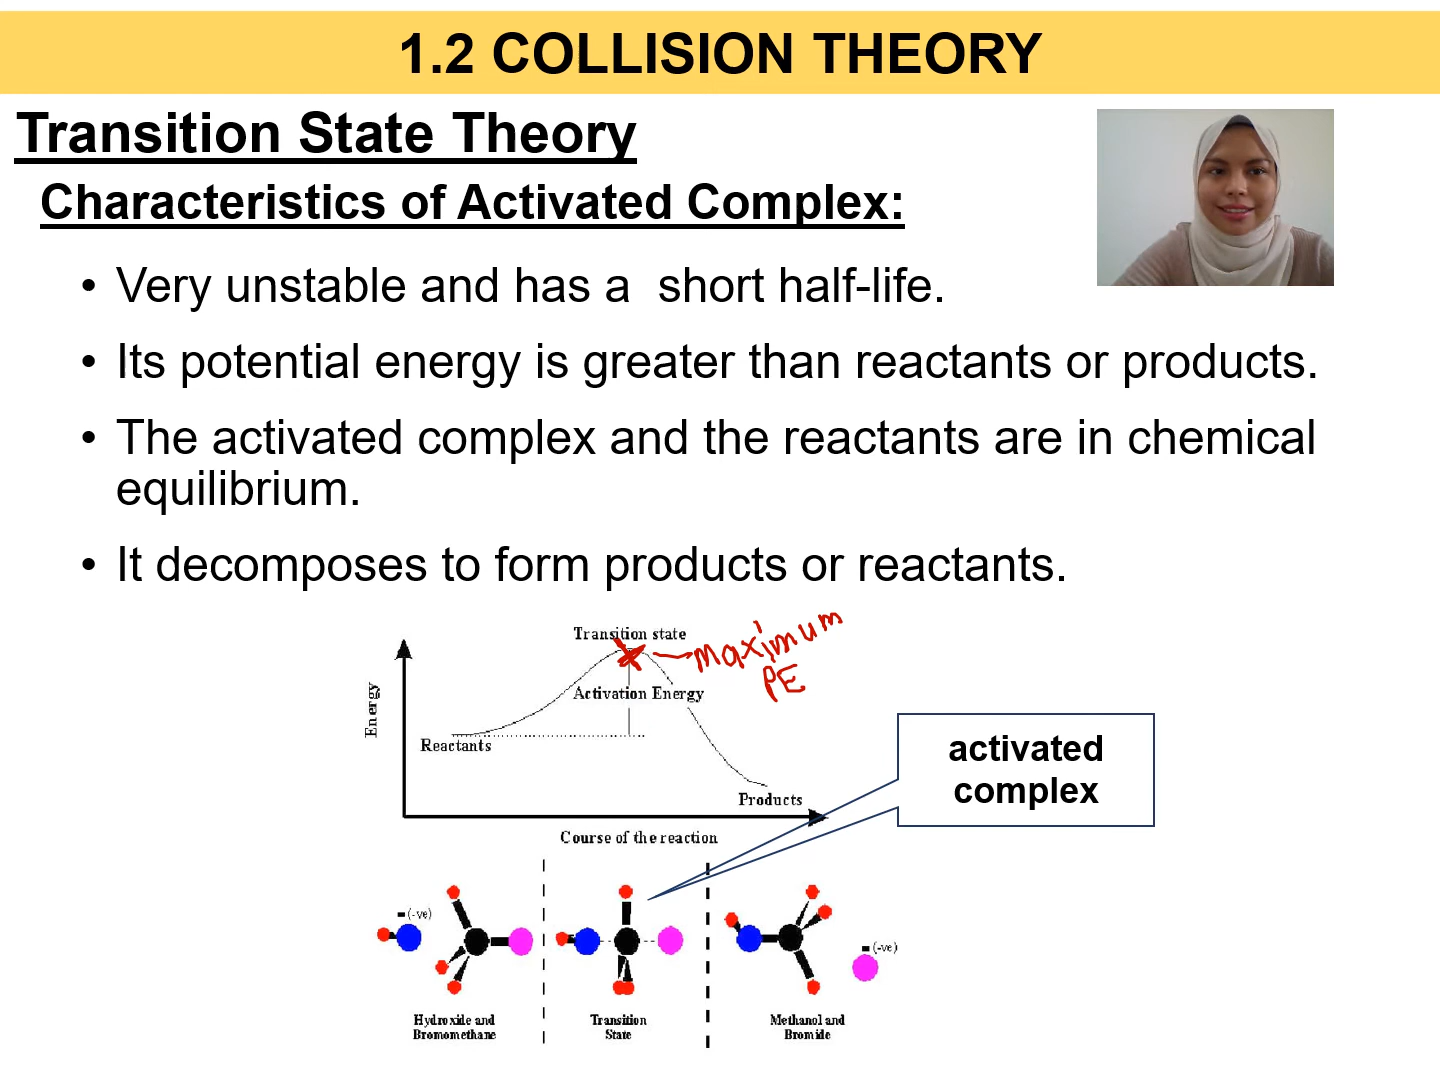 1.2 COLLISION THEORY
Transition State Theory
Characteristics of Activated Complex:
• Very unstable and has a short half-life.
• Its potential energy is greater than reactants or products.
• The activated complex and the reactants are in chemical
equilibrium.
• It decomposes to form products or reactants.
Transition state
maximum
PE
Activation Energy
Energy
Reactants
Products
Course of the reaction
activated
complex
(-ve)
(-ve)
Hydroxide and
Bromomethane
Transition
State
Methanol and
Bromide